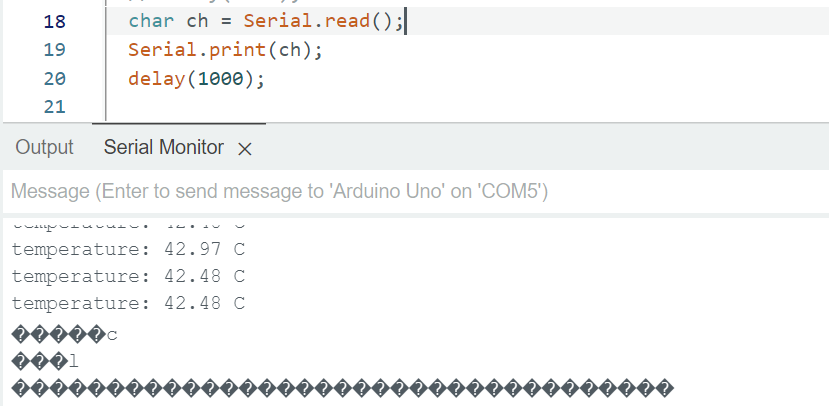 18 char ch = Serial.read();
19 Serial.print(ch);
20 delay(1000);
21
Output Serial Monitor ×
Message (Enter to send message to 'Arduino Uno' on 'COM5')
temperature: 42.97 C
temperature: 42.48 C
temperature: 42.48 C
�����c
���l
�����������������������������������